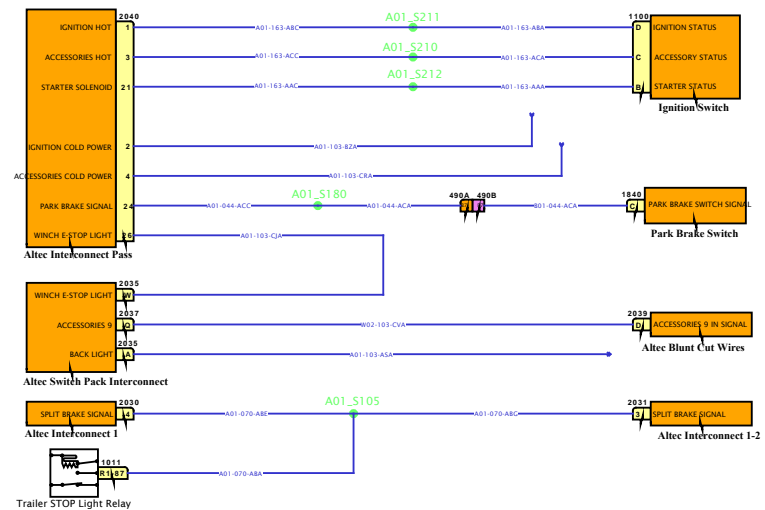 2040
A01_S211
1100
IGNITION HOT 1 A01-163-ABC A01-163-ABA D IGNITION STATUS
A01_S210
ACCESSORIES HOT 3 A01-163-ACC A01-163-ACA C ACCESSORY STATUS
A01_S212
STARTER SOLENOID 21 A01-163-AAC A01-163-AAA B STARTER STATUS
Ignition Switch
IGNITION COLD POWER 2 A01-103-BZA
ACCESSORIES COLD POWER 4 A01-103-CRA
A01_S180
490A 490B
1840
PARK BRAKE SIGNAL 24 A01-044-ACC A01-044-ACA B01-044-ACA C PARK BRAKE SWITCH SIGNAL
Park Brake Switch
WINCH E-STOP LIGHT 26 A01-103-CJA
Altec Interconnect Pass
2035
WINCH E-STOP LIGHT W
2037
2039
ACCESSORIES 9 Q W02-103-CVA D ACCESSORIES 9 IN SIGNAL
2035
Altec Blunt Cut Wires
BACK LIGHT A A01-103-ASA
Altec Switch Pack Interconnect
2030
A01_S105
2031
SPLIT BRAKE SIGNAL 4 A01-070-ABE A01-070-ABG 3 SPLIT BRAKE SIGNAL
Altec Interconnect 1
Altec Interconnect 1-2
1011
R1-87 A01-070-ABA
Trailer STOP Light Relay